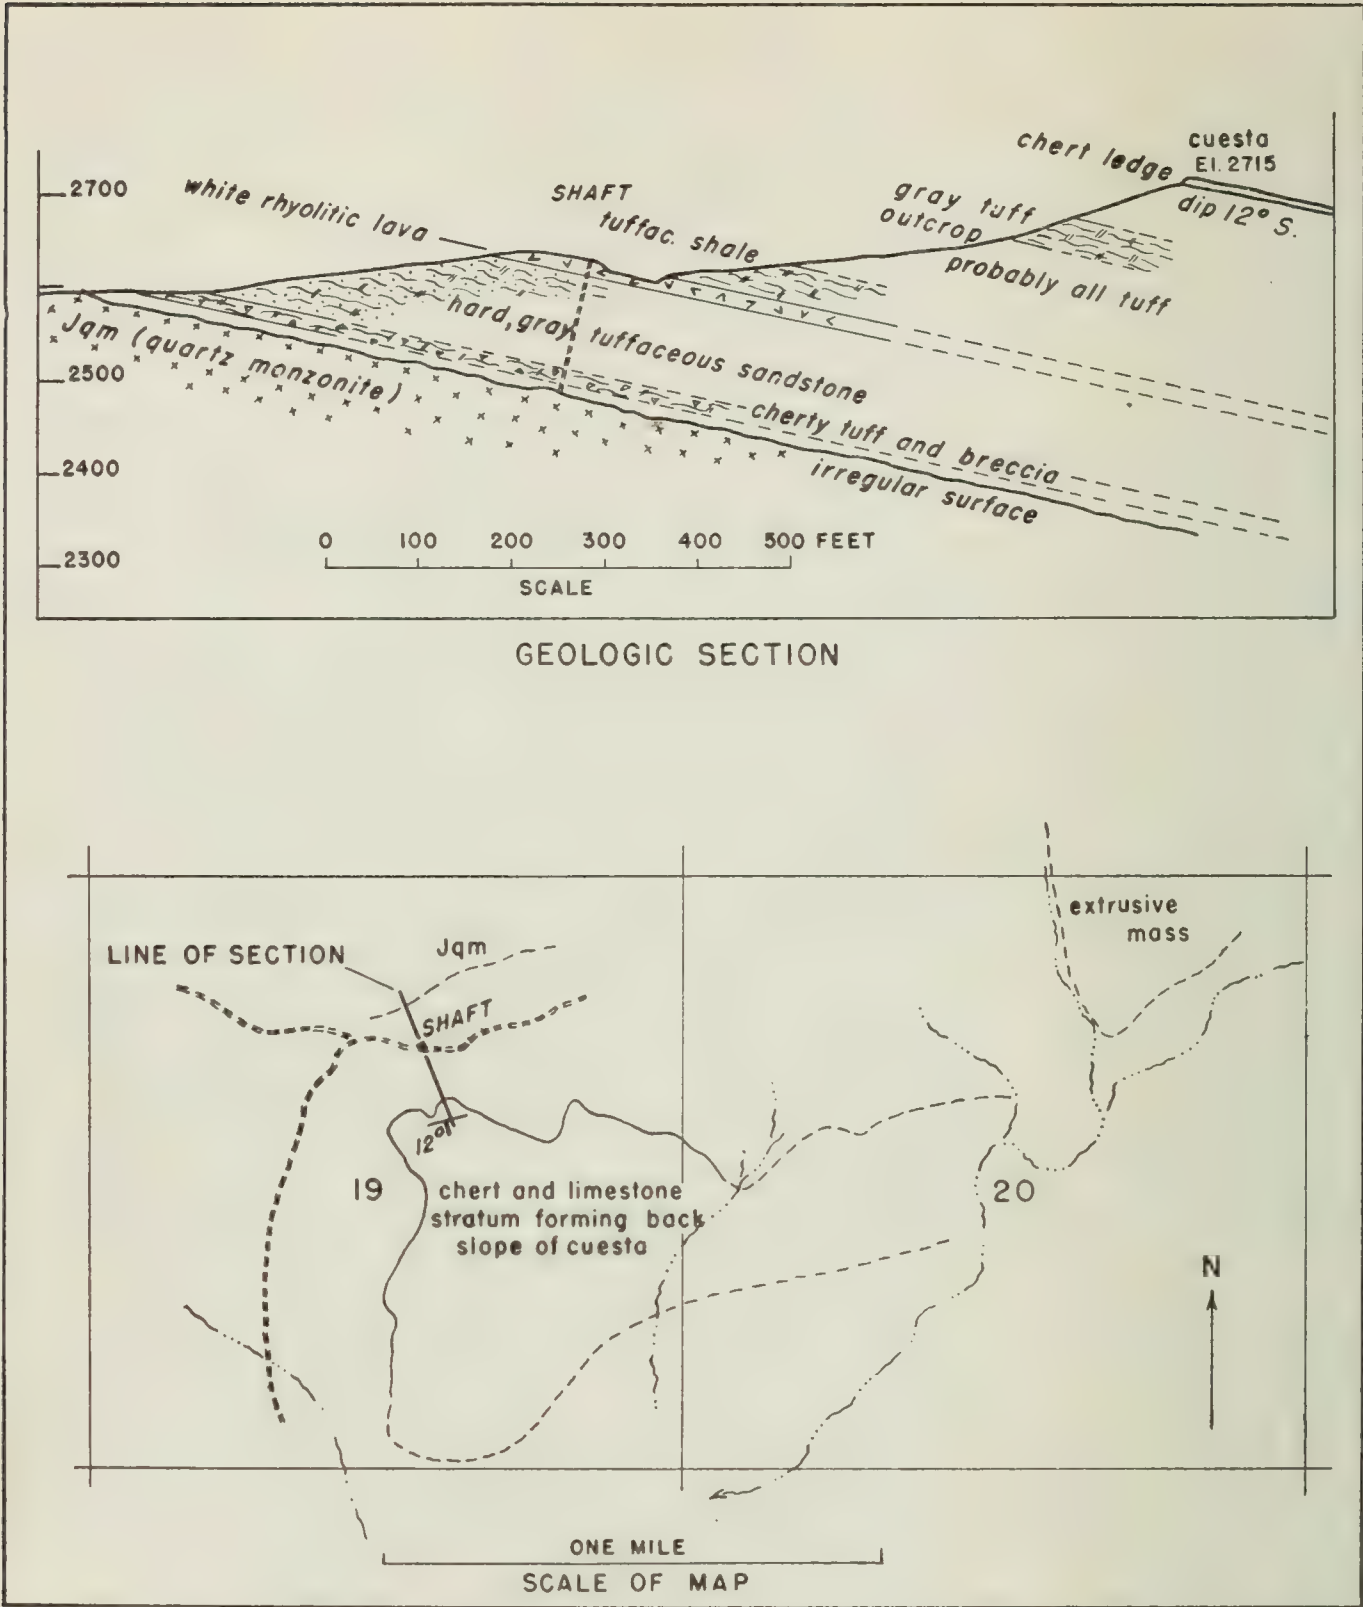 chert ledge
cuesta
El. 2715
dip 12° S.
2700
white rhyolitic lava
SHAFT
tuffac. shale
gray tuff
outcrop
probably all tuff
hard, gray tuffaceous sandstone
Jqm (quartz monzonite)
2500
cherty tuff and breccia
2400
irregular surface
2300
0 100 200 300 400 500 FEET
SCALE
GEOLOGIC SECTION
extrusive
mass
LINE OF SECTION
Jqm
SHAFT
12°
19
20
chert and limestone
stratum forming back
slope of cuesta
N
ONE MILE
SCALE OF MAP